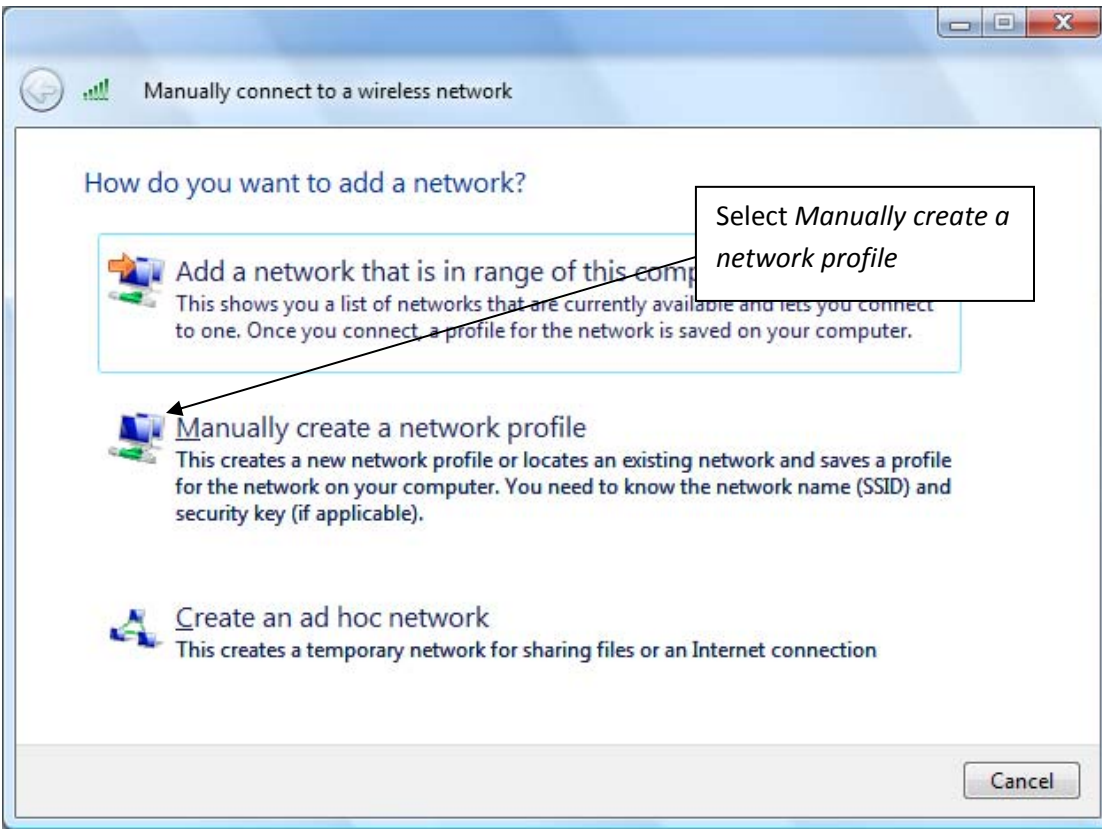 Manually connect to a wireless network
How do you want to add a network?
Select Manually create a
network profile
Add a network that is in range of this
This shows you a list of networks that are currently available and lets you connect
to one. Once you connect, a profile for the network is saved on your computer.
Manually create a network profile
This creates a new network profile or locates an existing network and saves a profile
for the network on your computer. You need to know the network name (SSID) and
security key (if applicable).
Create an ad hoc network
This creates a temporary network for sharing files or an Internet connection
Cancel